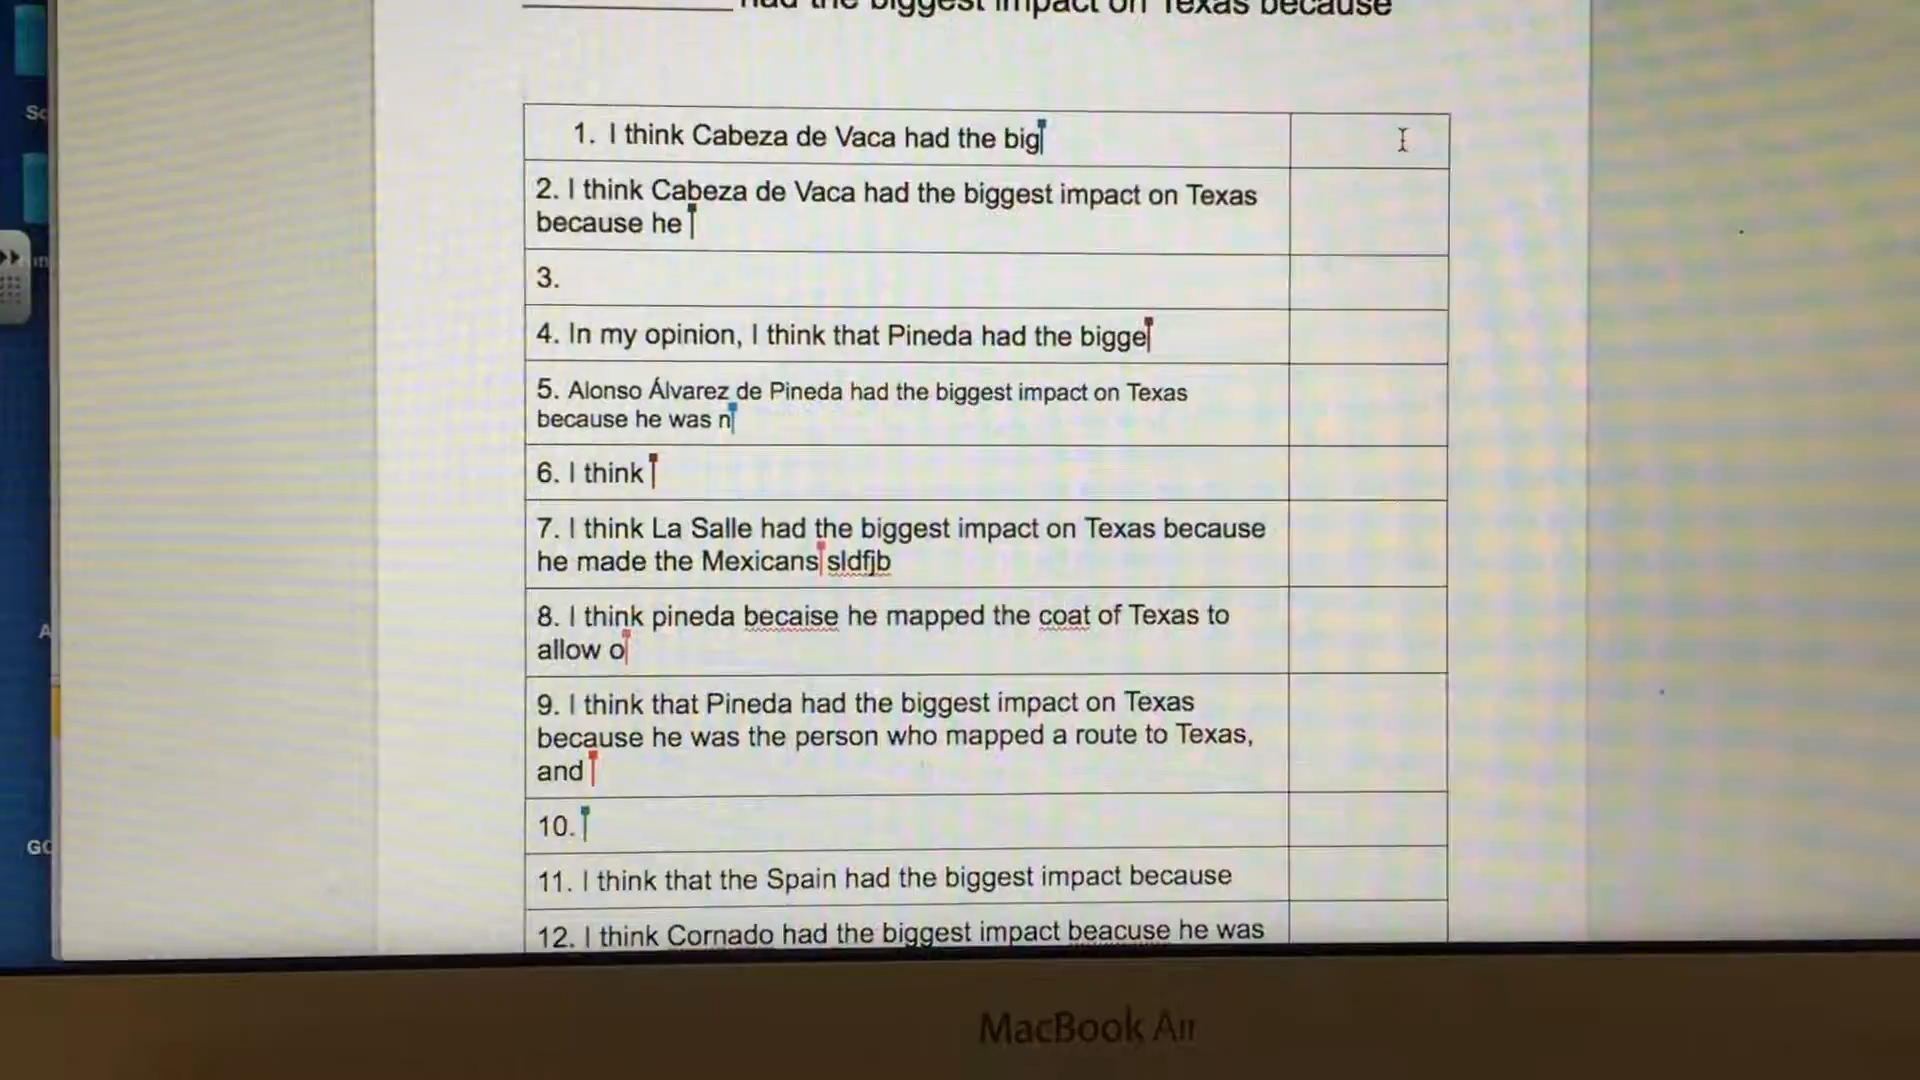 had the biggest impact on Texas because
1. I think Cabeza de Vaca had the big
2. I think Cabeza de Vaca had the biggest impact on Texas
because he
3.
4. In my opinion, I think that Pineda had the bigge
5. Alonso Álvarez de Pineda had the biggest impact on Texas
because he was n
6. I think
7. I think La Salle had the biggest impact on Texas because
he made the Mexicans sldfjb
8. I think pineda becaise he mapped the coat of Texas to
allow o
9. I think that Pineda had the biggest impact on Texas
because he was the person who mapped a route to Texas,
and
10.
11. I think that the Spain had the biggest impact because
12. I think Cornado had the biggest impact beacuse he was
MacBook Air